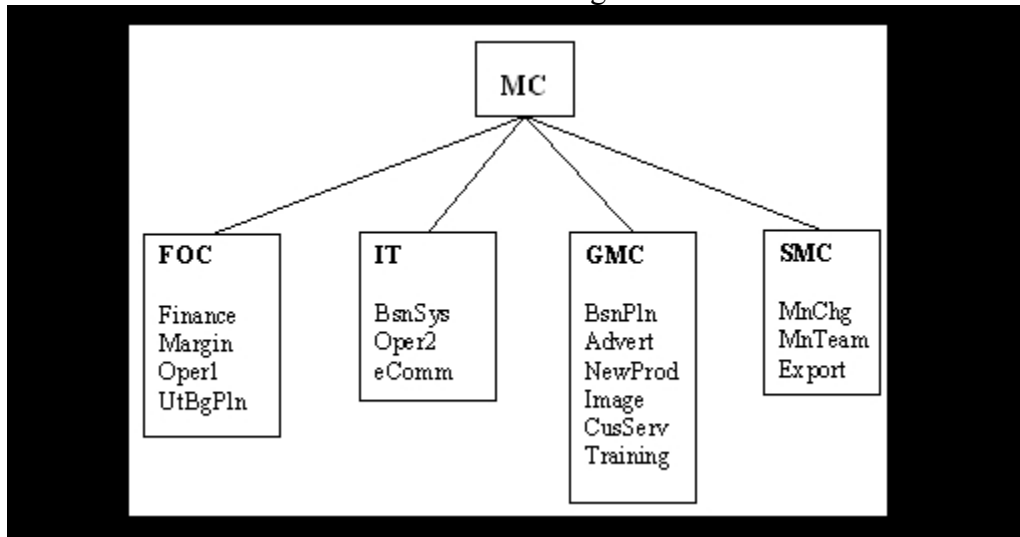 MC
FOC
Finance
Margin
Oper1
UtBgPln
IT
BsnSys
Oper2
eComm
GMC
BsnPln
Advert
NewProd
Image
CusServ
Training
SMC
MnChg
MnTeam
Export